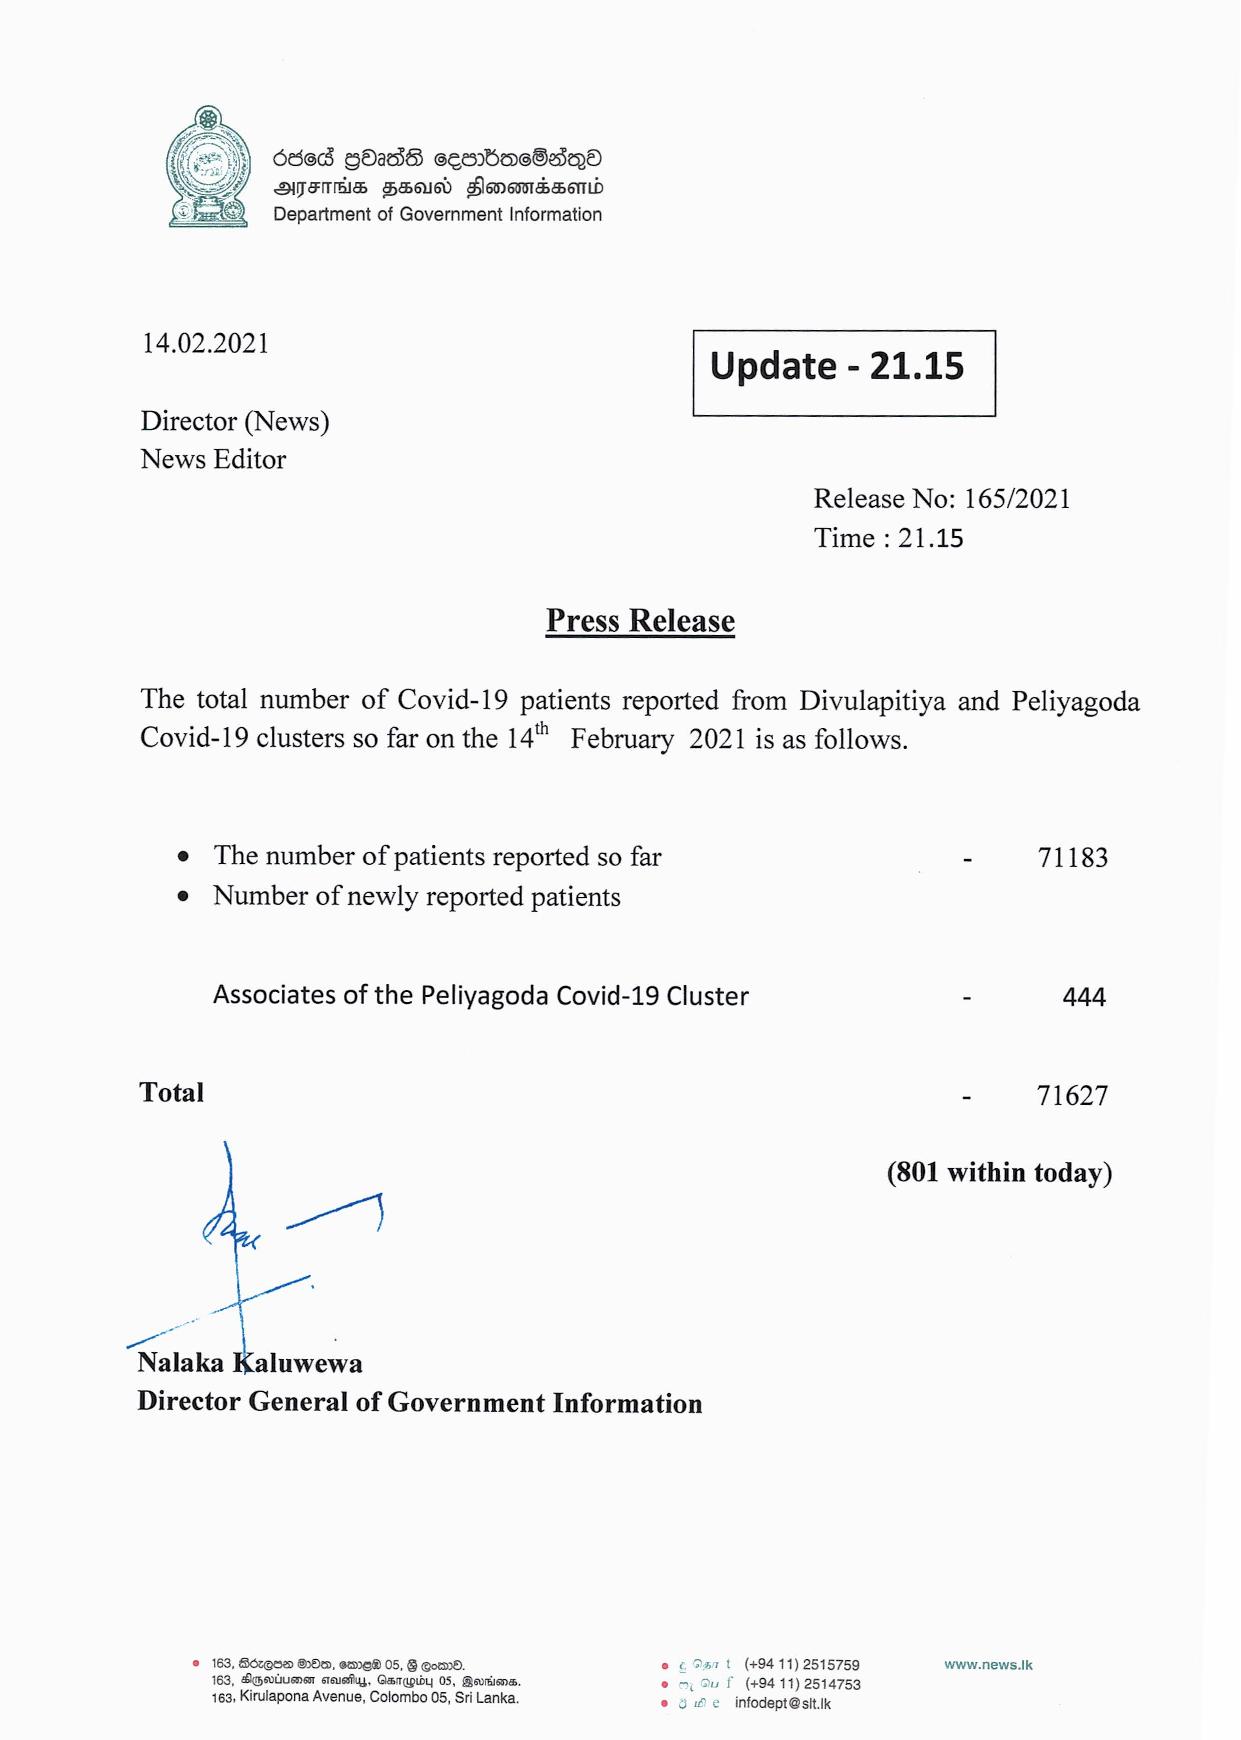 රජයේ ප්‍රවෘත්ති දෙපාර්තමේන්තුව
அரசாங்க தகவல் திணைக்களம்
Department of Government Information
14.02.2021
Update - 21.15
Director (News)
News Editor
Release No: 165/2021
Time : 21.15
Press Release
The total number of Covid-19 patients reported from Divulapitiya and Peliyagoda
Covid-19 clusters so far on the 14th February 2021 is as follows.
• The number of patients reported so far - 71183
• Number of newly reported patients
Associates of the Peliyagoda Covid-19 Cluster - 444
Total - 71627
(801 within today)
Nalaka Kaluwewa
Director General of Government Information
163, කිරුලපන මාවත, කොළඹ 05, ශ්‍රී ලංකාව.
163, கிருலப்பனை எவனியூ, கொழும்பு 05, இலங்கை.
163, Kirulapona Avenue, Colombo 05, Sri Lanka.
දු தொ t (+94 11) 2515759
ෆැ பெ f (+94 11) 2514753
ඊ மி e infodept@slt.lk
www.news.lk